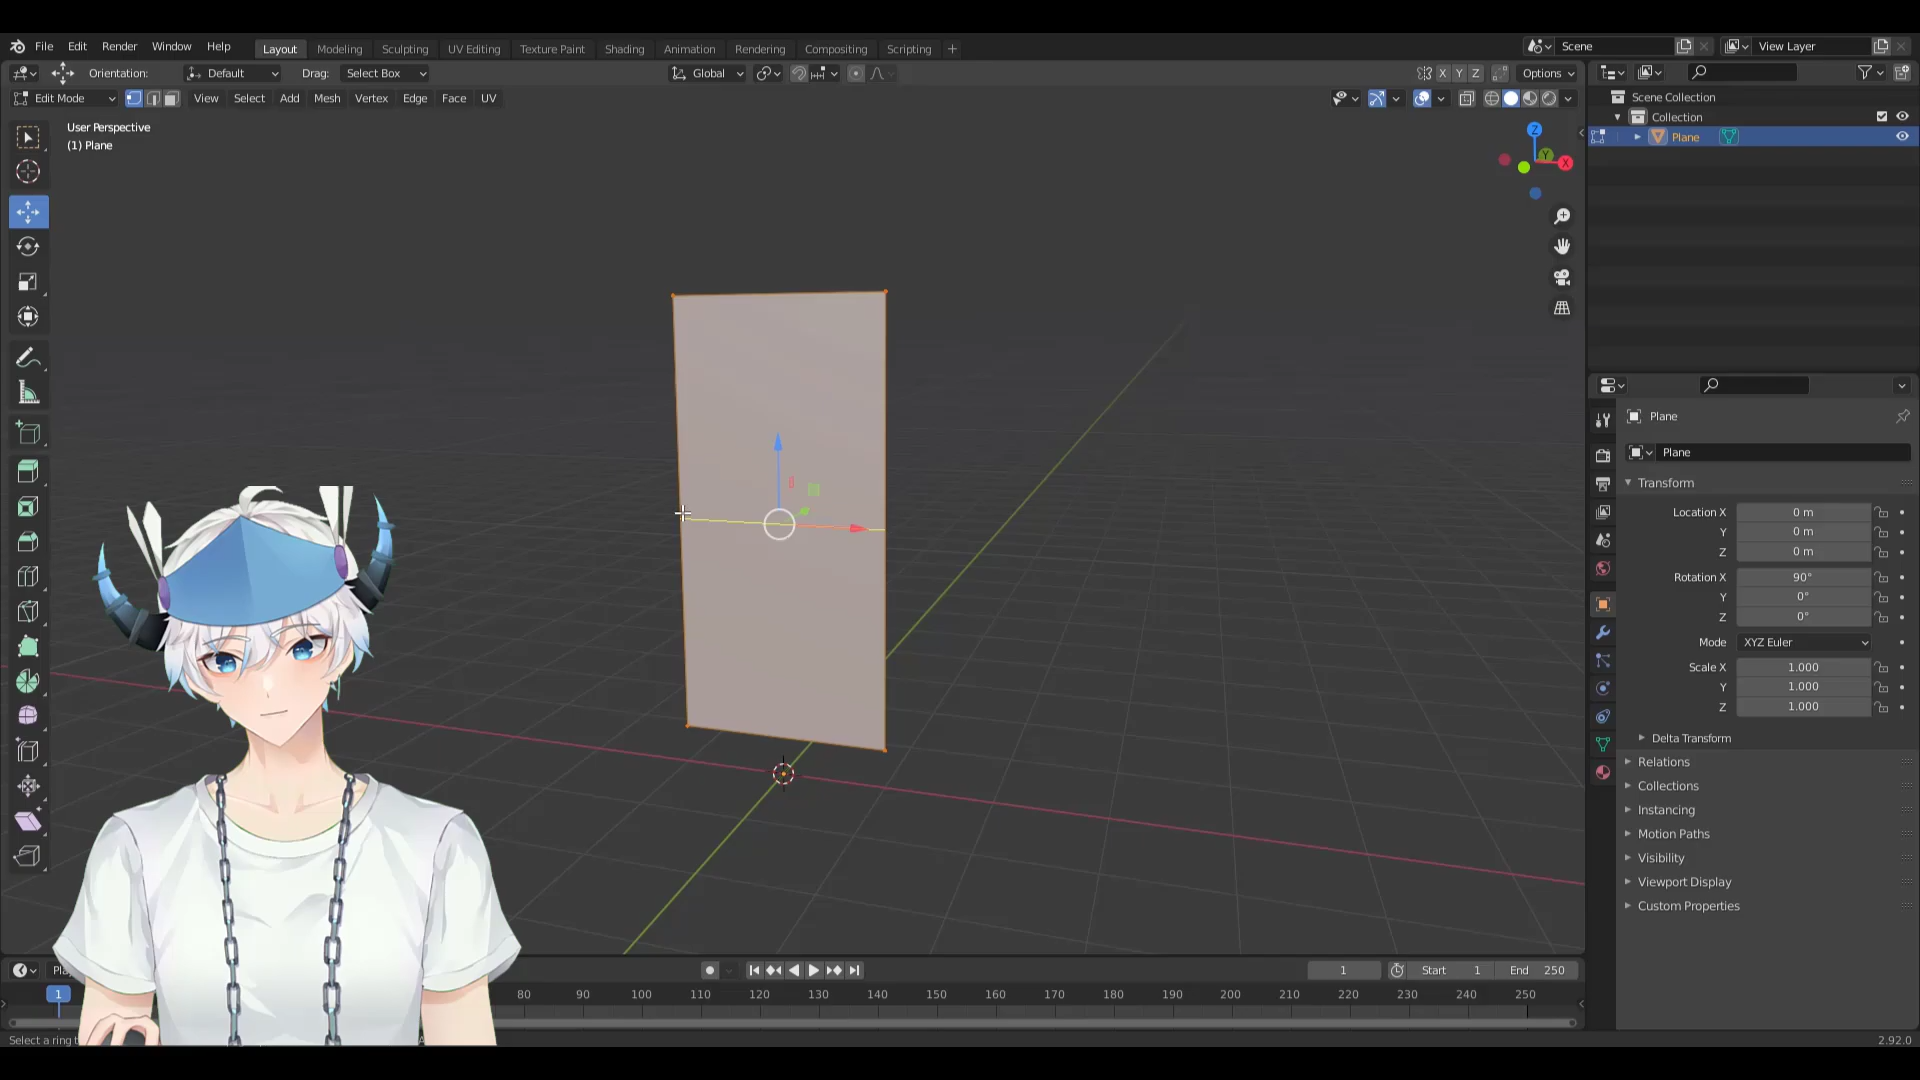 File Edit Render Window Help Layout Modeling Sculpting UV Editing Texture Paint Shading Animation Rendering Compositing Scripting + Scene View Layer
Orientation: Default Drag: Select Box Global X Y Z Options
Edit Mode View Select Add Mesh Vertex Edge Face UV
Scene Collection
Collection
Plane
User Perspective
(1) Plane
Z
Y
X
Plane
Plane
Transform
Location X 0 m
Y 0 m
Z 0 m
Rotation X 90°
Y 0°
Z 0°
Mode XYZ Euler
Scale X 1.000
Y 1.000
Z 1.000
Delta Transform
Relations
Collections
Instancing
Motion Paths
Visibility
Viewport Display
Custom Properties
1 Start 1 End 250
1 80 90 100 110 120 130 140 150 160 170 180 190 200 210 220 230 240 250
Select a ring
2.92.0